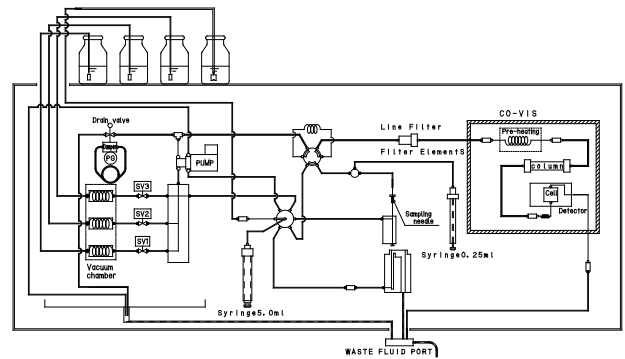 CO-VIS
Drain valve
Line Filter
Pre-heating
Damper
PG
PUMP
Filter Elements
column
SV3
Cell
SV2
Sampling
needle
Detector
SV1
Vacuum
chamber
Syringe0.25ml
Syringe5.0ml
WASTE FLUID PORT